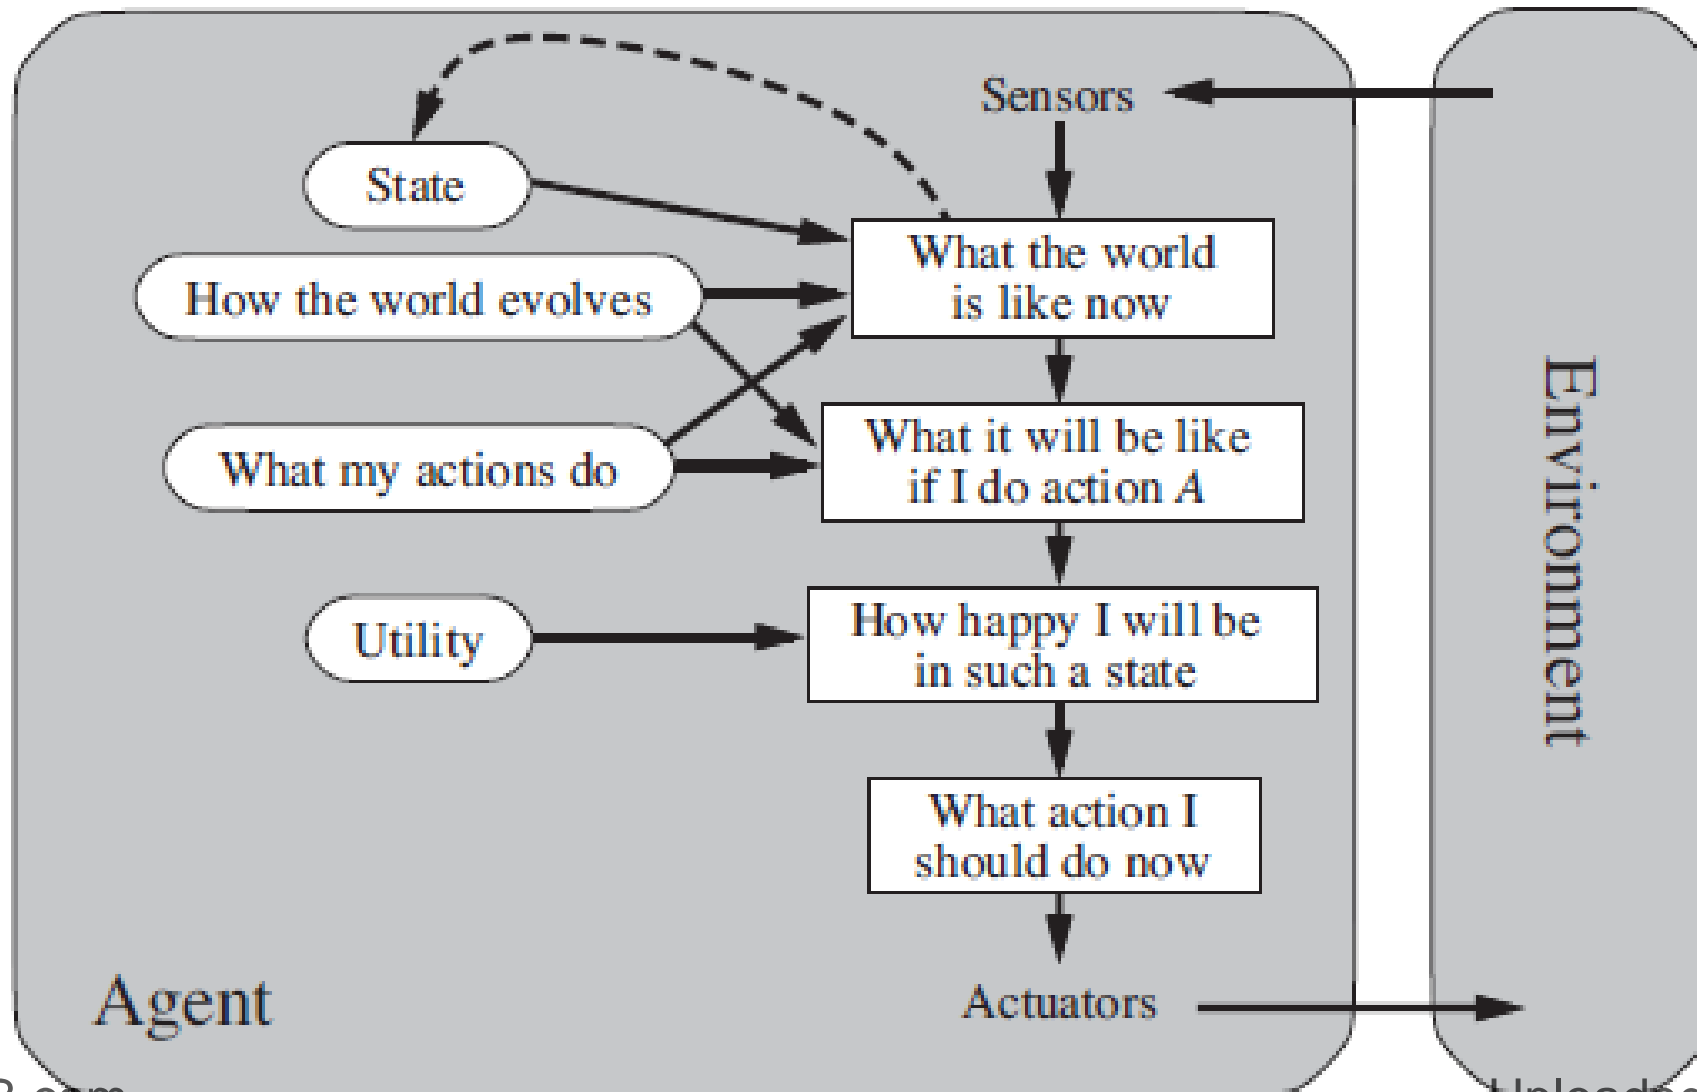 Sensors
State
What the world
is like now
How the world evolves
What it will be like
if I do action A
What my actions do
How happy I will be
in such a state
Utility
What action I
should do now
Actuators
Agent
Environment